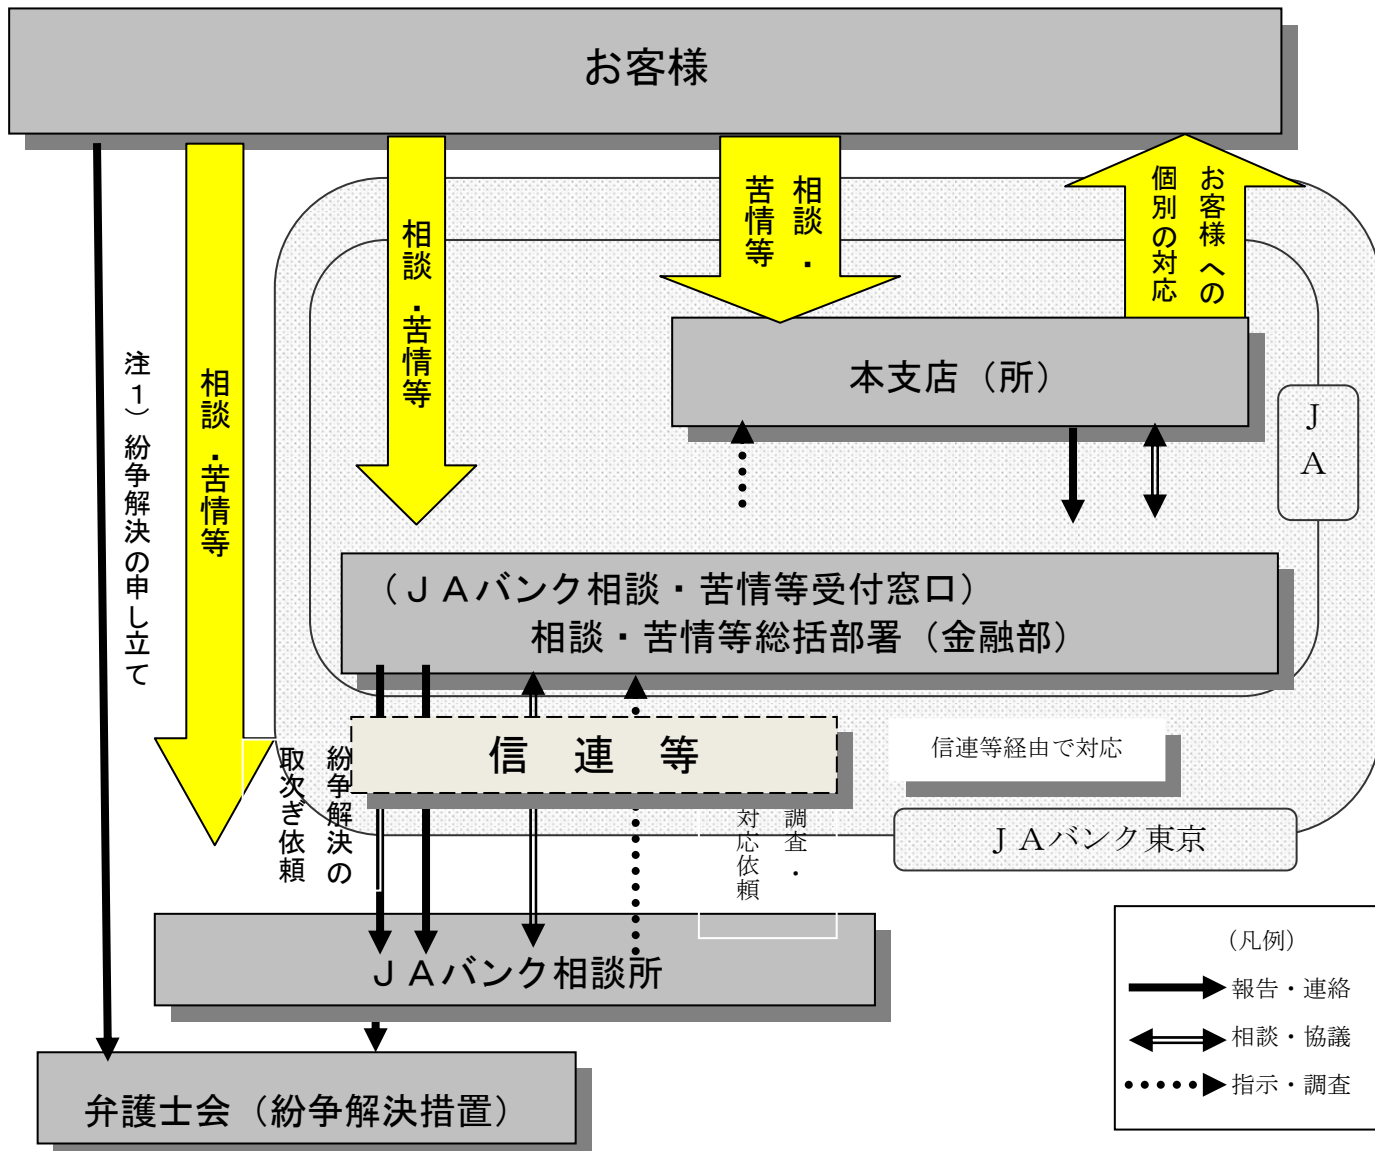 お客様
注１）紛争解決の申し立て
相談・苦情等
相談・苦情等
相談・
苦情等
お客様への
個別の対応
本支店（所）
ＪＡ
（ＪＡバンク相談・苦情等受付窓口）
相談・苦情等総括部署（金融部）
信連等
信連等経由で対応
紛争解決の
取次ぎ依頼
調査・
対応依頼
ＪＡバンク東京
ＪＡバンク相談所
弁護士会（紛争解決措置）
（凡例）
報告・連絡
相談・協議
指示・調査